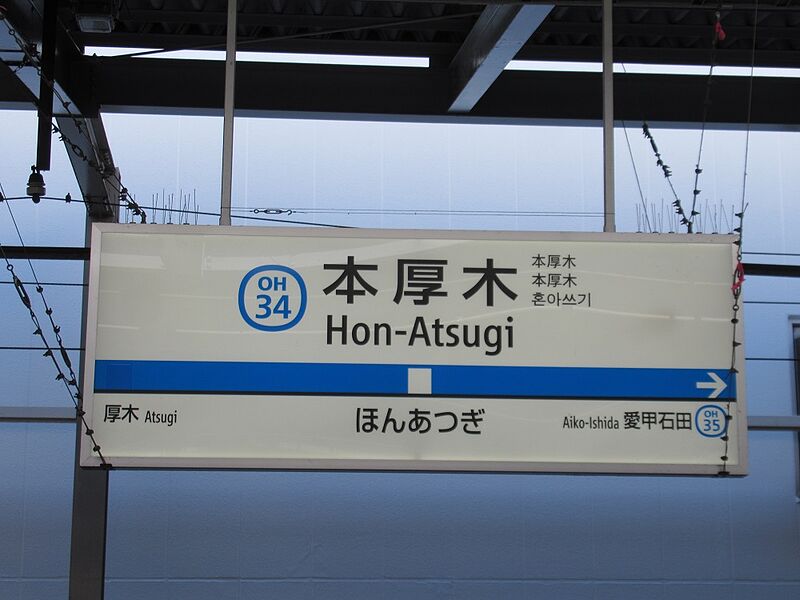 OH
34
本厚木
本厚木
本厚木
혼아쓰기
Hon-Atsugi
厚木 Atsugi
ほんあつぎ
Aiko-Ishida 愛甲石田
OH
35